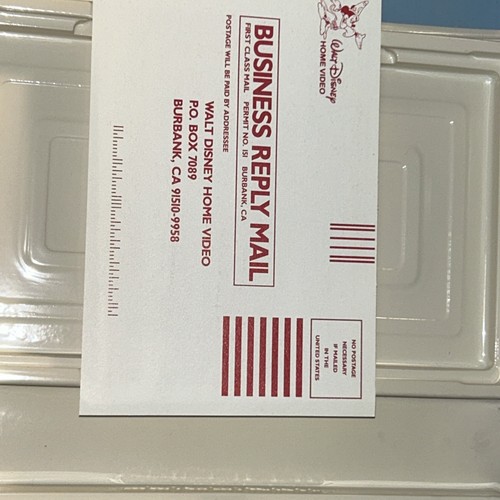 WALT DISNEY
HOME VIDEO
NO POSTAGE
NECESSARY
IF MAILED
IN THE
UNITED STATES
BUSINESS REPLY MAIL
FIRST CLASS MAIL PERMIT NO. 151 BURBANK, CA
POSTAGE WILL BE PAID BY ADDRESSEE
WALT DISNEY HOME VIDEO
P.O. BOX 7089
BURBANK, CA 91510-9958